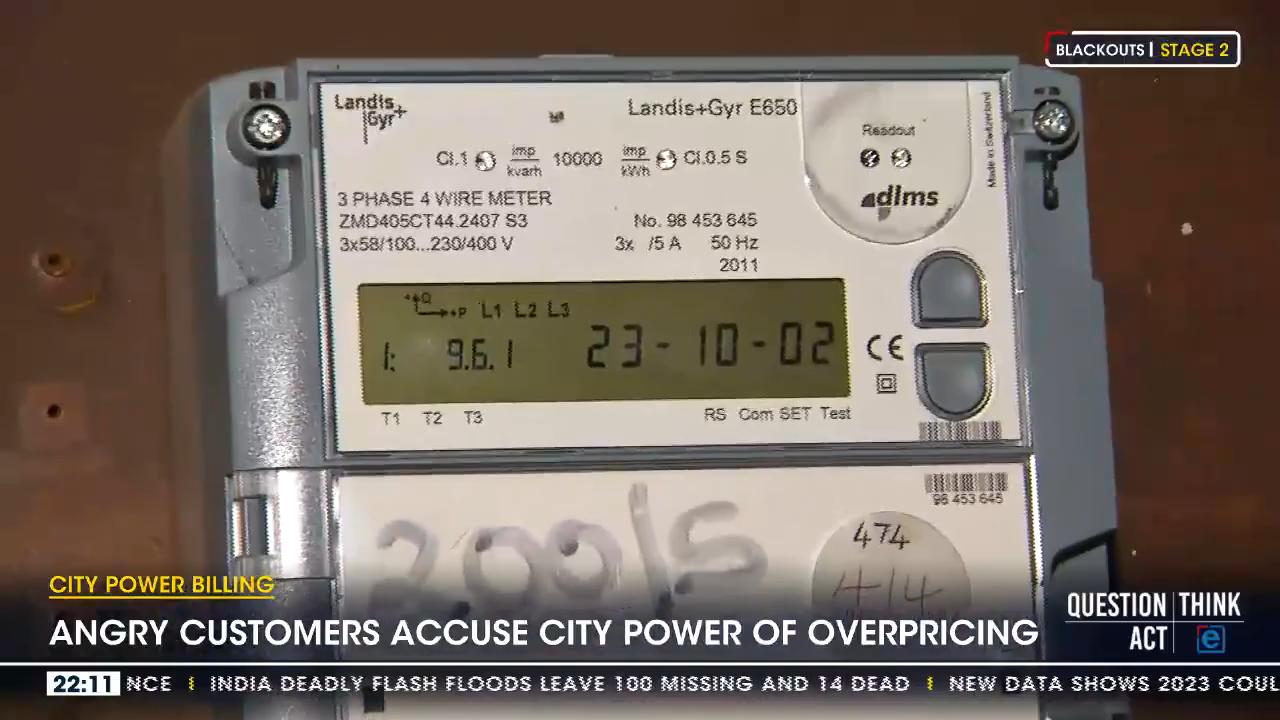 BLACKOUTS | STAGE 2
Landis+
Gyr
Landis+Gyr E650
Cl.1 imp/kvarh 10000 imp/kWh Cl.0.5 S
Readout
dlms
Made in Switzerland
3 PHASE 4 WIRE METER
ZMD405CT44.2407 S3 No. 98 453 645
3x58/100...230/400 V 3x /5 A 50 Hz
2011
+Q +P L1 L2 L3
1: 9.6.1 23-10-02
CE
T1 T2 T3 RS Com SET Test
98 453 645
200/5
474
414
CITY POWER BILLING
ANGRY CUSTOMERS ACCUSE CITY POWER OF OVERPRICING
QUESTION THINK
ACT e
22:11 NCE INDIA DEADLY FLASH FLOODS LEAVE 100 MISSING AND 14 DEAD NEW DATA SHOWS 2023 COUL